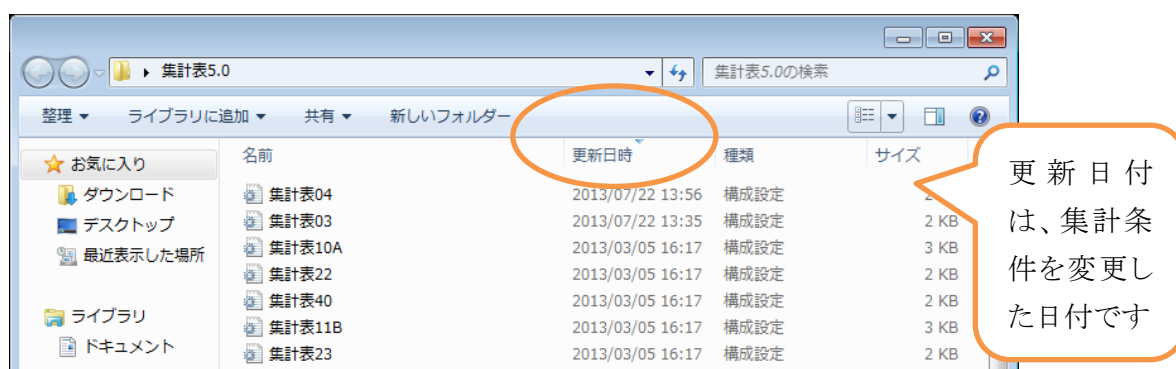 集計表5.0
集計表5.0の検索
整理 ライブラリに追加 共有 新しいフォルダー
お気に入り
ダウンロード
デスクトップ
最近表示した場所
ライブラリ
ドキュメント
名前 更新日時 種類 サイズ
集計表04 2013/07/22 13:56 構成設定 2
集計表03 2013/07/22 13:35 構成設定 2 KB
集計表10A 2013/03/05 16:17 構成設定 3 KB
集計表22 2013/03/05 16:17 構成設定 2 KB
集計表40 2013/03/05 16:17 構成設定 2 KB
集計表11B 2013/03/05 16:17 構成設定 3 KB
集計表23 2013/03/05 16:17 構成設定 2 KB
更新日付
は、集計条
件を変更し
た日付です